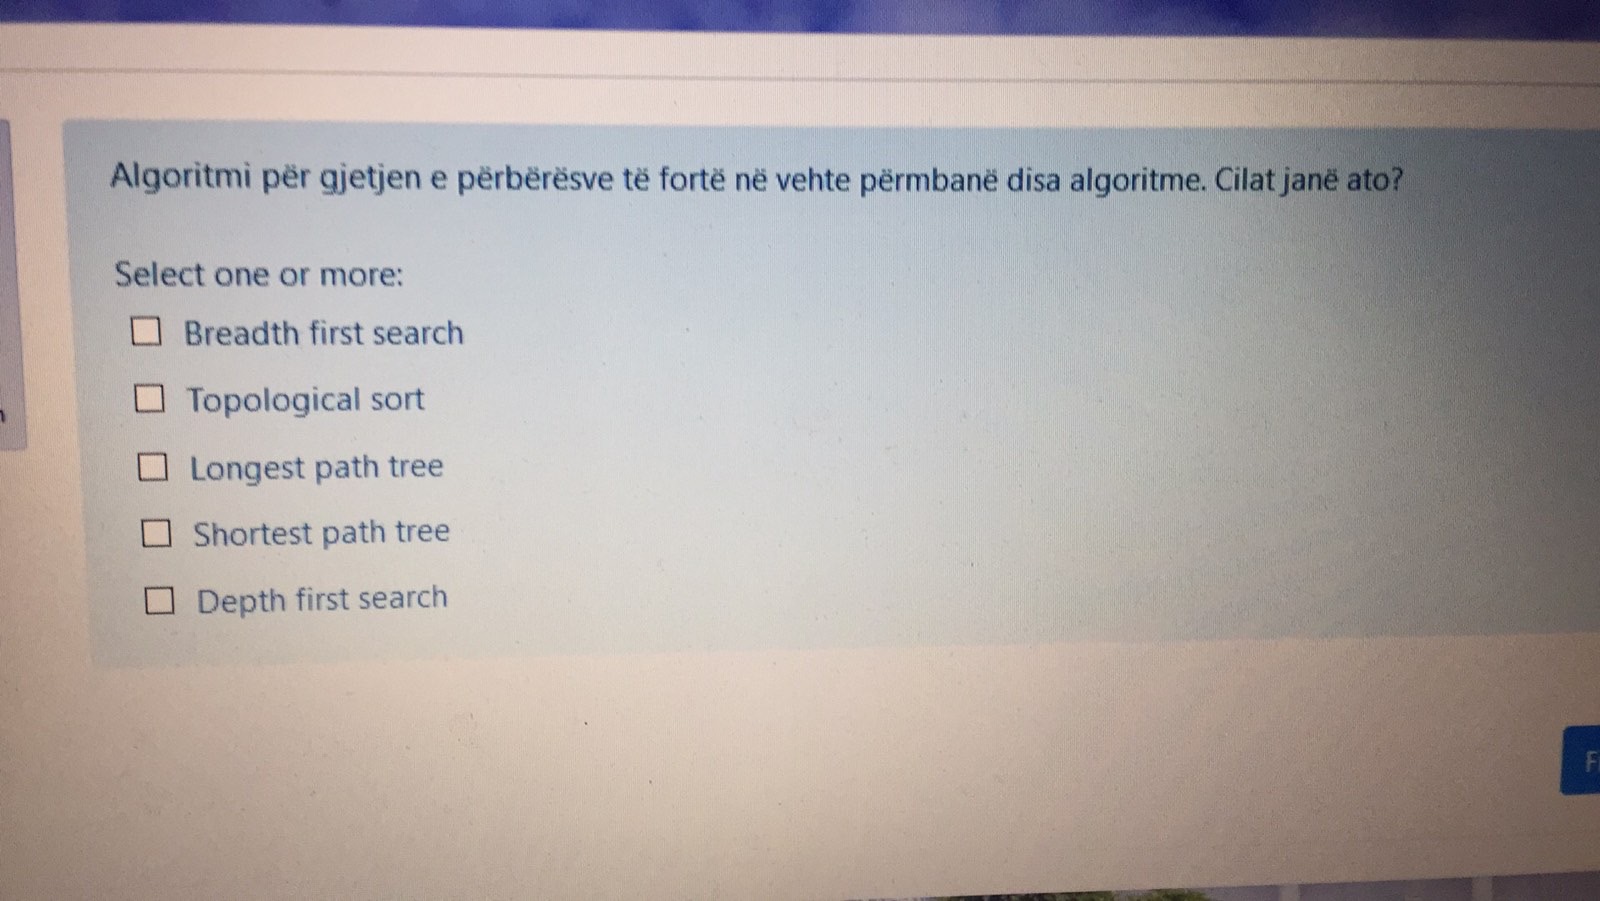 Algoritmi për gjetjen e përbërësve të fortë në vehte përmbanë disa algoritme. Cilat janë ato?
Select one or more:
Breadth first search
Topological sort
Longest path tree
Shortest path tree
Depth first search